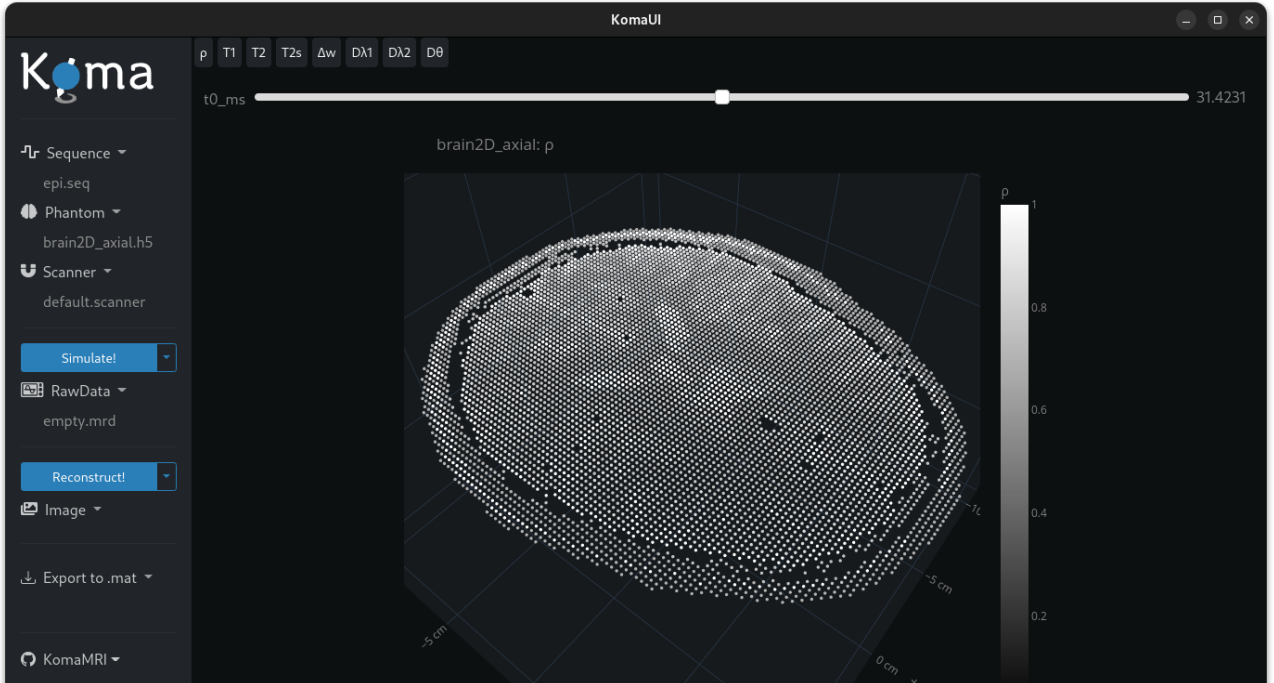 KomaUI
Koma
ρ T1 T2 T2s Δw Dλ1 Dλ2 Dθ
t0_ms 31.4231
Sequence
epi.seq
Phantom
brain2D_axial.h5
Scanner
default.scanner
Simulate!
RawData
empty.mrd
Reconstruct!
Image
Export to .mat
KomaMRI
brain2D_axial: ρ
ρ
1
0.8
0.6
0.4
0.2
−5 cm
0 cm
−5 cm